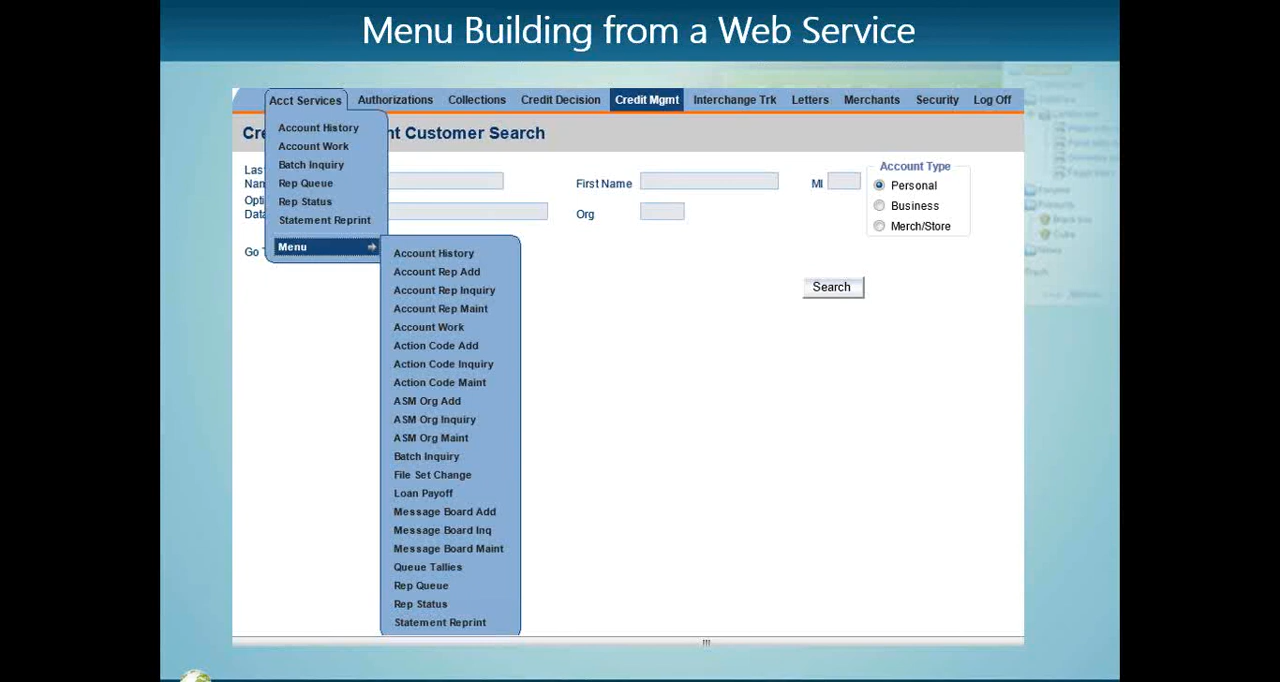 Menu Building from a Web Service
Acct Services Authorizations Collections Credit Decision Credit Mgmt Interchange Trk Letters Merchants Security Log Off
Account History
Account Work
Batch Inquiry
Rep Queue
Rep Status
Statement Reprint
Menu
Account History
Account Rep Add
Account Rep Inquiry
Account Rep Maint
Account Work
Action Code Add
Action Code Inquiry
Action Code Maint
ASM Org Add
ASM Org Inquiry
ASM Org Maint
Batch Inquiry
File Set Change
Loan Payoff
Message Board Add
Message Board Inq
Message Board Maint
Queue Tallies
Rep Queue
Rep Status
Statement Reprint
Customer Search
First Name
MI
Org
Account Type
Personal
Business
Merch/Store
Search